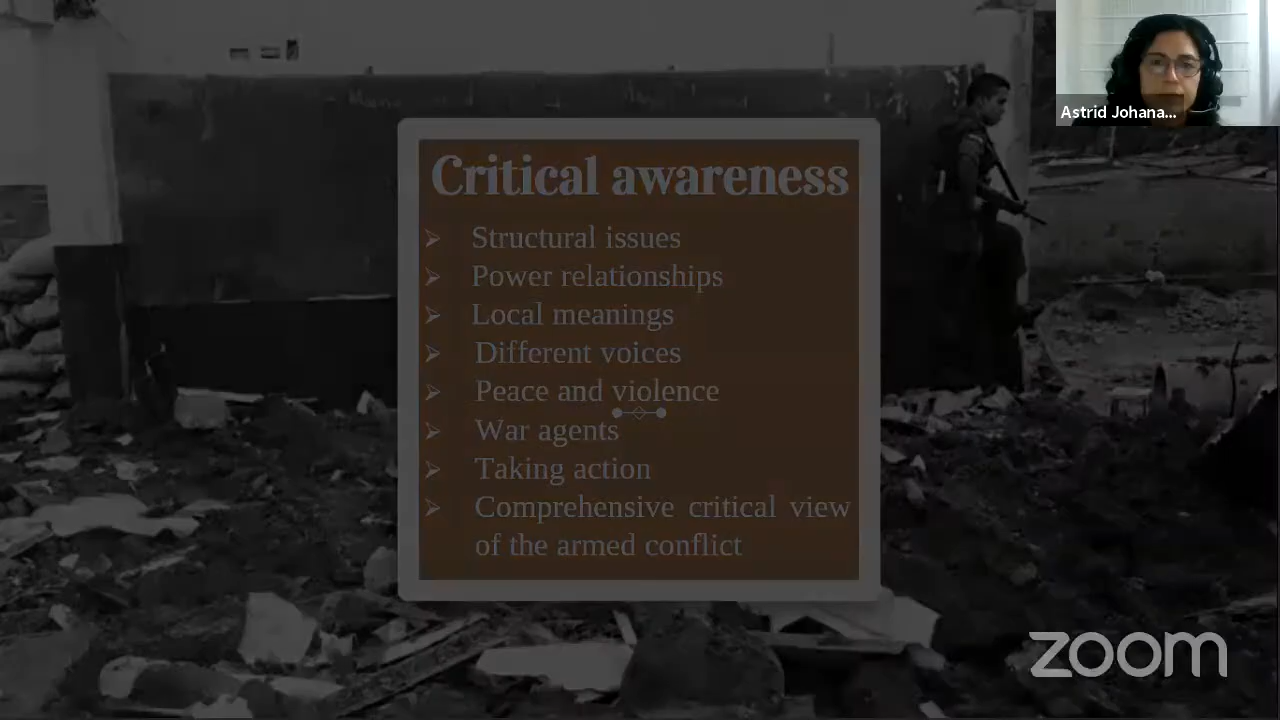 Astrid Johana...
Critical awareness
➢ Structural issues
➢ Power relationships
➢ Local meanings
➢ Different voices
➢ Peace and violence
➢ War agents
➢ Taking action
➢ Comprehensive critical view
of the armed conflict
zoom